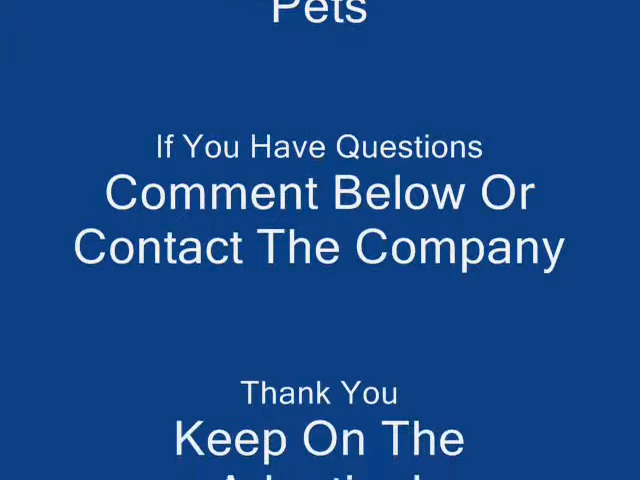 Pets
If You Have Questions
Comment Below Or
Contact The Company
Thank You
Keep On The